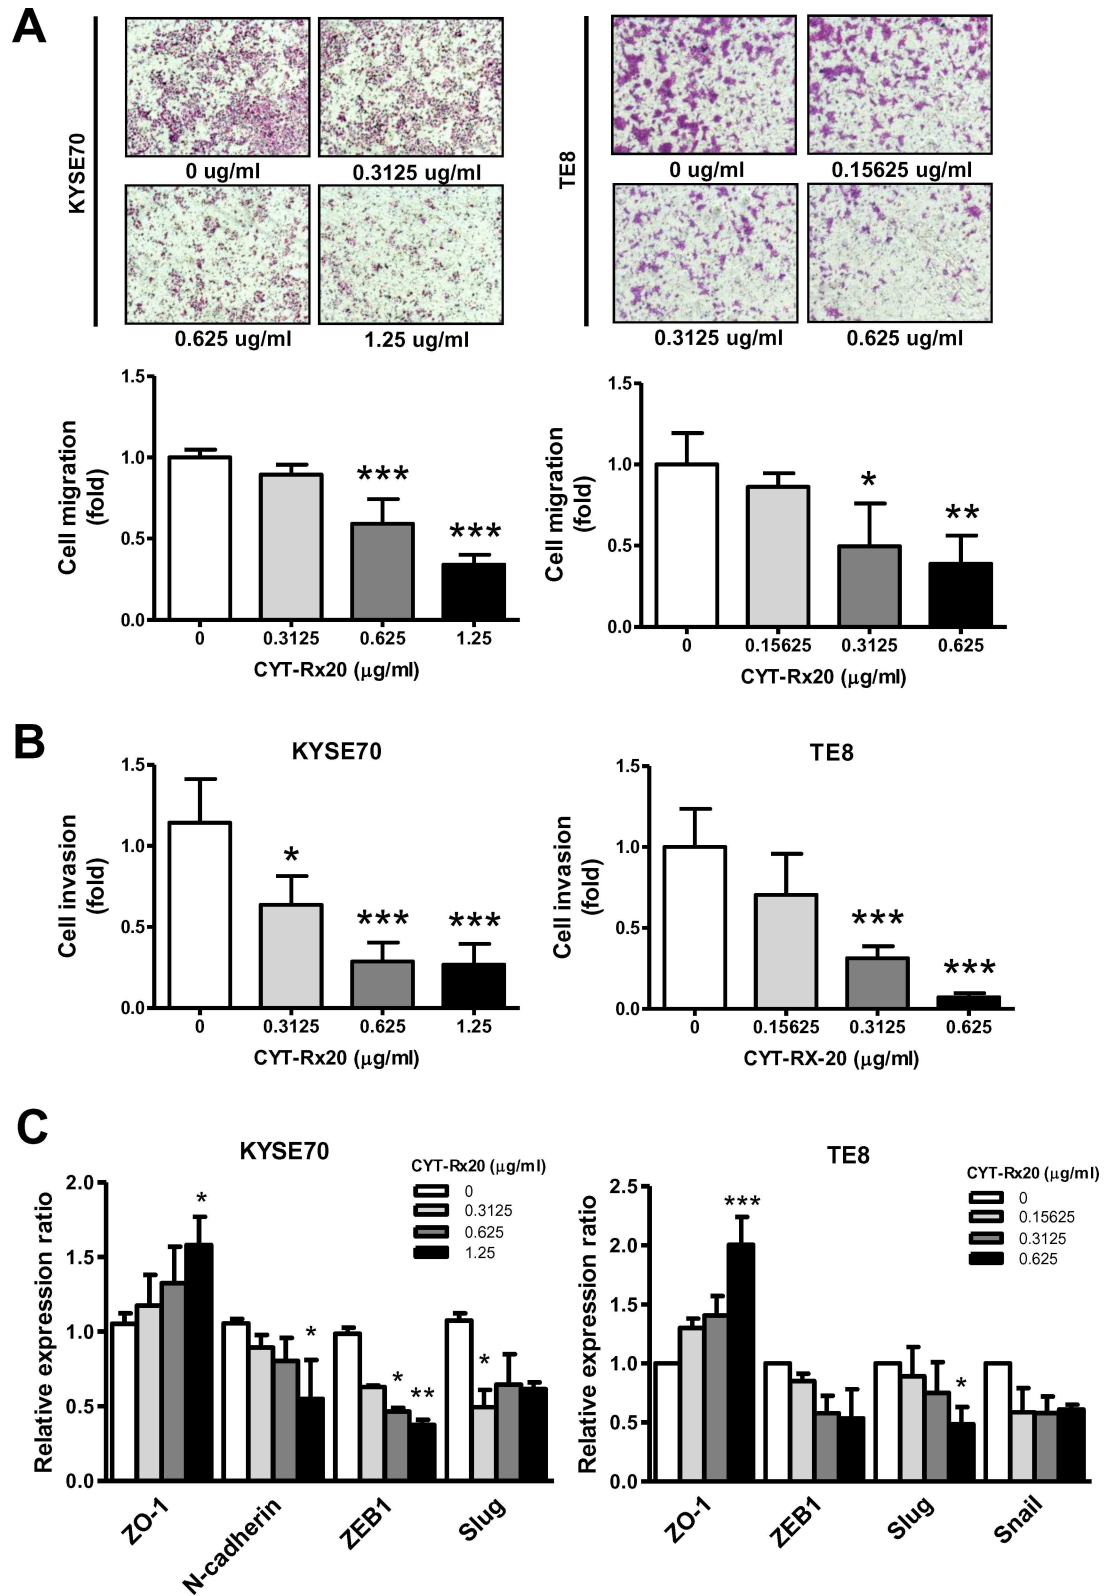 A
KYSE70
0 ug/ml
0.3125 ug/ml
0.625 ug/ml
1.25 ug/ml
TE8
0 ug/ml
0.15625 ug/ml
0.3125 ug/ml
0.625 ug/ml
Cell migration
(fold)
1.5
1.0
0.5
0.0
***
***
0 0.3125 0.625 1.25
CYT-Rx20 (μg/ml)
Cell migration
(fold)
1.5
1.0
0.5
0.0
*
**
0 0.15625 0.3125 0.625
CYT-Rx20 (μg/ml)
B
KYSE70
Cell invasion
(fold)
1.5
1.0
0.5
0.0
*
***
***
0 0.3125 0.625 1.25
CYT-Rx20 (μg/ml)
TE8
Cell invasion
(fold)
1.5
1.0
0.5
0.0
***
***
0 0.15625 0.3125 0.625
CYT-RX-20 (μg/ml)
C
KYSE70
CYT-Rx20 (μg/ml)
0
0.3125
0.625
1.25
Relative expression ratio
2.0
1.5
1.0
0.5
0.0
*
*
*
**
*
ZO-1
N-cadherin
ZEB1
Slug
TE8
CYT-Rx20 (μg/ml)
0
0.15625
0.3125
0.625
Relative expression ratio
2.5
2.0
1.5
1.0
0.5
0.0
***
*
ZO-1
ZEB1
Slug
Snail